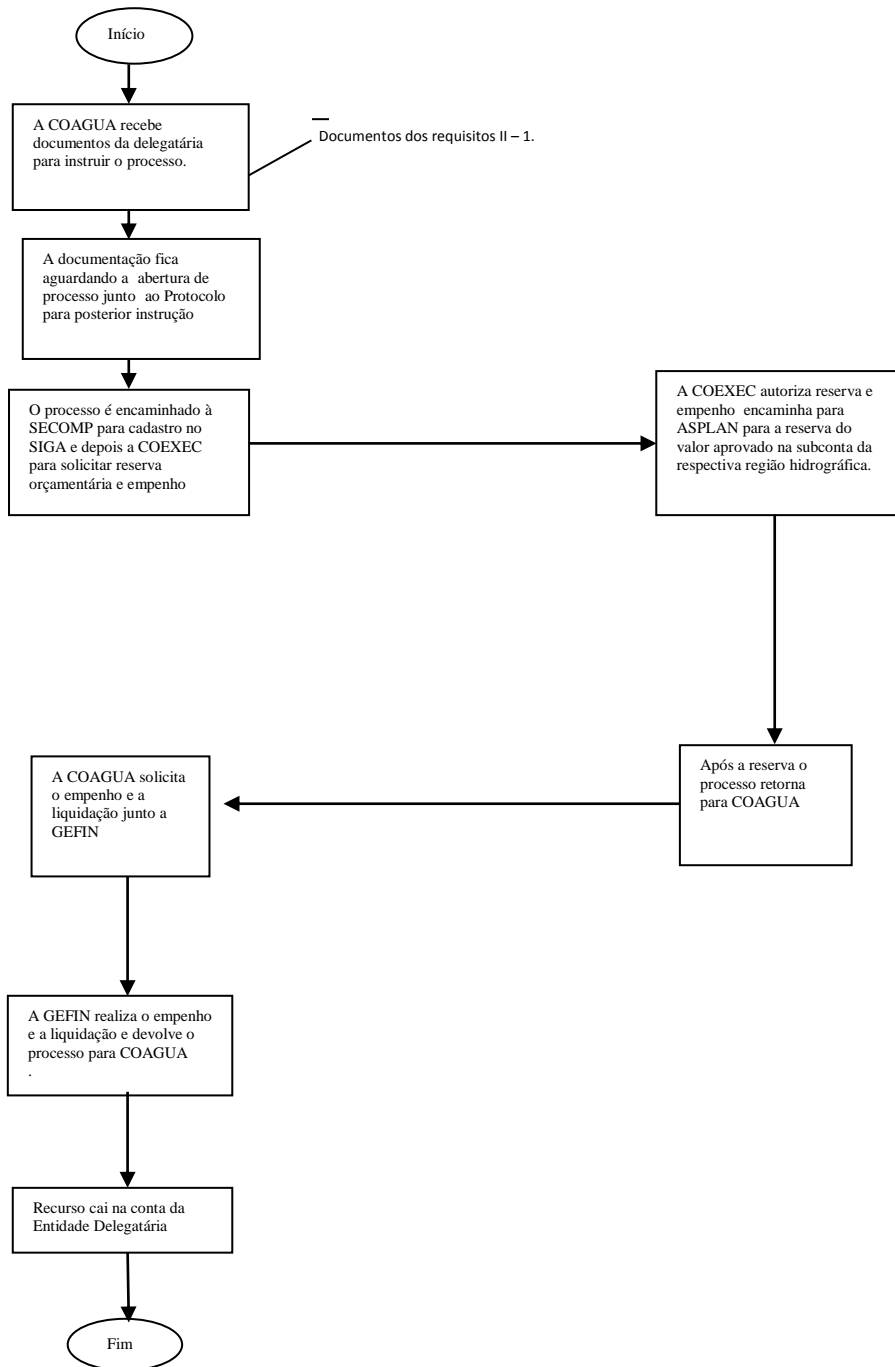 Início
A COAGUA recebe
documentos da delegatária
para instruir o processo.
Documentos dos requisitos II – 1.
A documentação fica
aguardando a abertura de
processo junto ao Protocolo
para posterior instrução
O processo é encaminhado à
SECOMP para cadastro no
SIGA e depois a COEXEC
para solicitar reserva
orçamentária e empenho
A COEXEC autoriza reserva e
empenho encaminha para
ASPLAN para a reserva do
valor aprovado na subconta da
respectiva região hidrográfica.
Após a reserva o
processo retorna
para COAGUA
A COAGUA solicita
o empenho e a
liquidação junto a
GEFIN
A GEFIN realiza o empenho
e a liquidação e devolve o
processo para COAGUA
.
Recurso cai na conta da
Entidade Delegatária
Fim